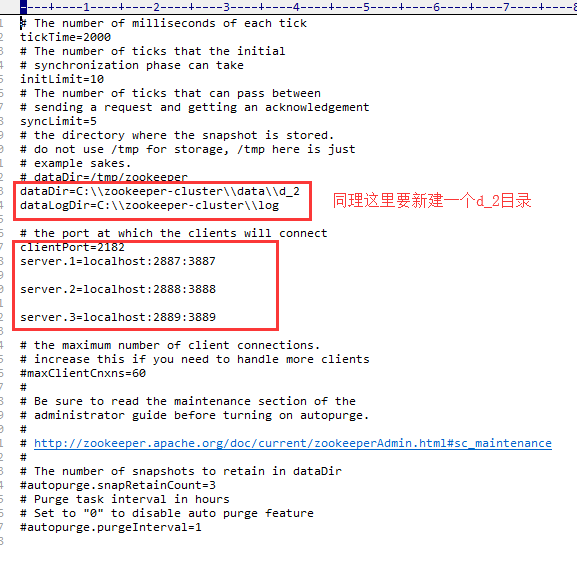 ----+----1----+----2----+----3----+----4----+----5----+----6----+----7----+----8
# The number of milliseconds of each tick
tickTime=2000
# The number of ticks that the initial
# synchronization phase can take
initLimit=10
# The number of ticks that can pass between
# sending a request and getting an acknowledgement
syncLimit=5
# the directory where the snapshot is stored.
# do not use /tmp for storage, /tmp here is just
# example sakes.
# dataDir=/tmp/zookeeper
dataDir=C:\\zookeeper-cluster\\data\\d_2
同理这里要新建一个d_2目录
dataLogDir=C:\\zookeeper-cluster\\log
# the port at which the clients will connect
clientPort=2182
server.1=localhost:2887:3887
server.2=localhost:2888:3888
server.3=localhost:2889:3889
# the maximum number of client connections.
# increase this if you need to handle more clients
#maxClientCnxns=60
#
# Be sure to read the maintenance section of the
# administrator guide before turning on autopurge.
#
# http://zookeeper.apache.org/doc/current/zookeeperAdmin.html#sc_maintenance
#
# The number of snapshots to retain in dataDir
#autopurge.snapRetainCount=3
# Purge task interval in hours
# Set to "0" to disable auto purge feature
#autopurge.purgeInterval=1